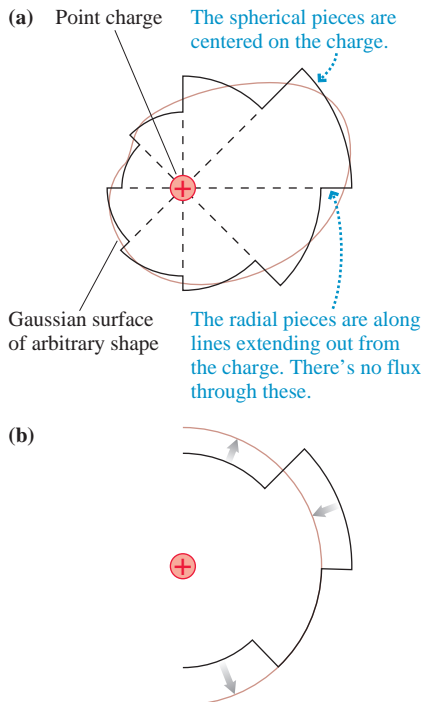 (a)
Point charge
The spherical pieces are
centered on the charge.
+
Gaussian surface
of arbitrary shape
The radial pieces are along
lines extending out from
the charge. There's no flux
through these.
(b)
+